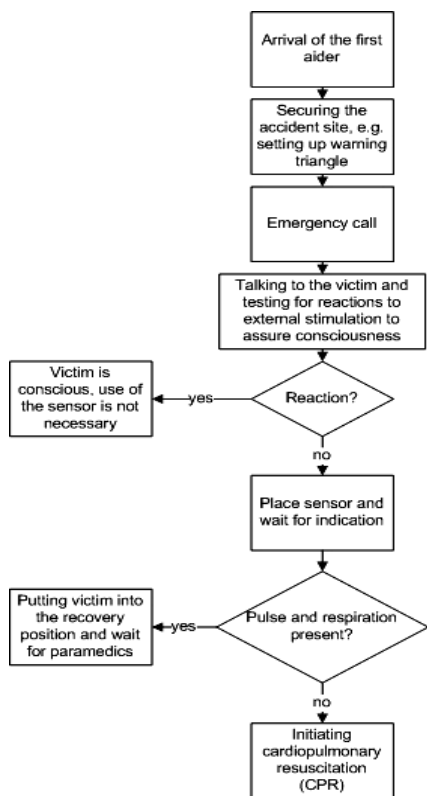 Arrival of the first
aider
Securing the
accident site, e.g.
setting up warning
triangle
Emergency call
Talking to the victim and
testing for reactions to
external stimulation to
assure consciousness
Victim is
conscious, use of
the sensor is not
necessary
yes
Reaction?
no
Place sensor and
wait for indication
Putting victim into
the recovery
position and wait
for paramedics
yes
Pulse and respiration
present?
no
Initiating
cardiopulmonary
resuscitation
(CPR)